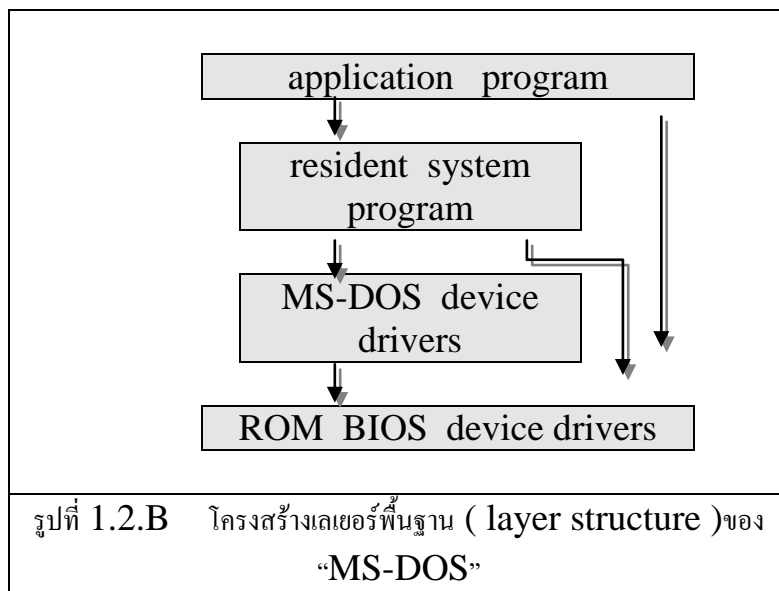 application program
resident system
program
MS-DOS device
drivers
ROM BIOS device drivers
รูปที่ 1.2.B โครงสร้างเลเยอร์พื้นฐาน ( layer structure )ของ
“MS-DOS”